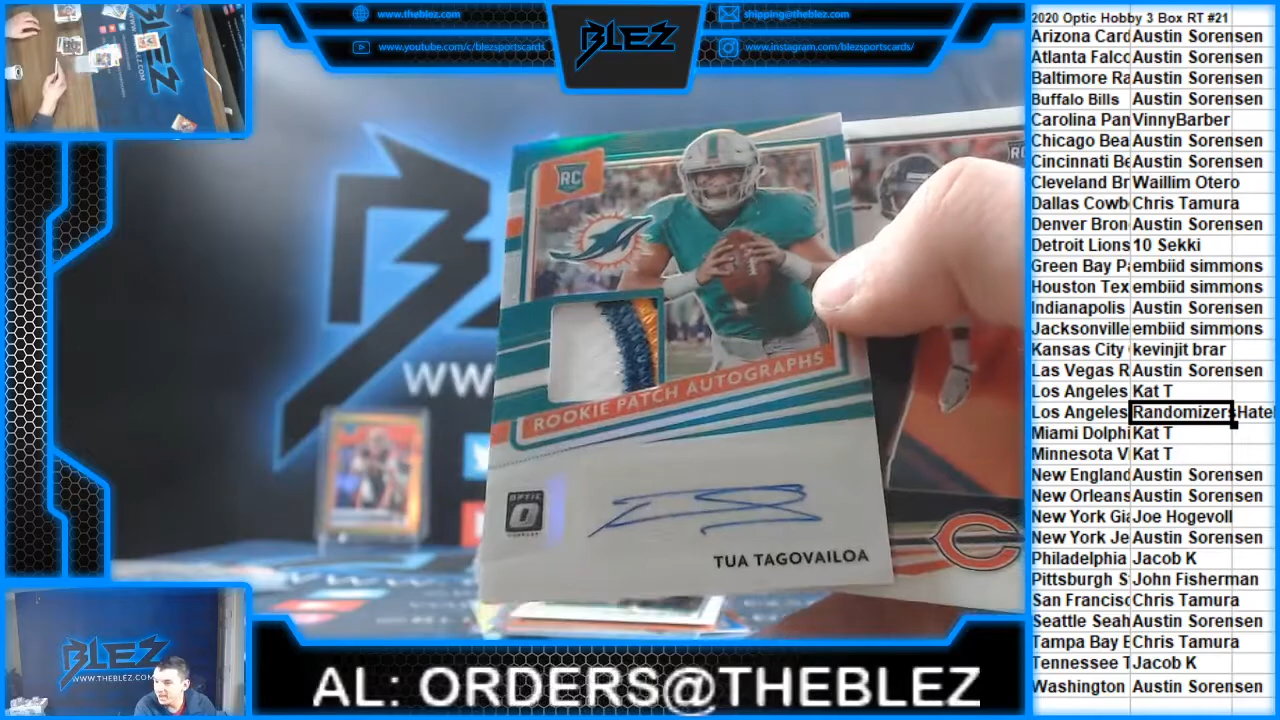 www.theblez.com
www.youtube.com/c/blezsportscards
BLEZ
shipping@theblez.com
www.instagram.com/blezsportscards/
RC
ROOKIE PATCH AUTOGRAPHS
OPTIC
TUA TAGOVAILOA
WW
BLEZ
WWW.THEBLEZ.COM
AL: ORDERS@THEBLEZ
2020 Optic Hobby 3 Box RT #21
Arizona Card Austin Sorensen
Atlanta Falco Austin Sorensen
Baltimore Ra Austin Sorensen
Buffalo Bills Austin Sorensen
Carolina Pan VinnyBarber
Chicago Bea Austin Sorensen
Cincinnati Be Austin Sorensen
Cleveland Br Waillim Otero
Dallas Cowb Chris Tamura
Denver Bron Austin Sorensen
Detroit Lions 10 Sekki
Green Bay P embiid simmons
Houston Tex embiid simmons
Indianapolis Austin Sorensen
Jacksonville embiid simmons
Kansas City kevinjit brar
Las Vegas R Austin Sorensen
Los Angeles Kat T
Los Angeles RandomizersHate
Miami Dolphi Kat T
Minnesota V Kat T
New England Austin Sorensen
New Orleans Austin Sorensen
New York Gia Joe Hogevoll
New York Je Austin Sorensen
Philadelphia Jacob K
Pittsburgh S John Fisherman
San Francisc Chris Tamura
Seattle Seah Austin Sorensen
Tampa Bay B Chris Tamura
Tennessee T Jacob K
Washington Austin Sorensen